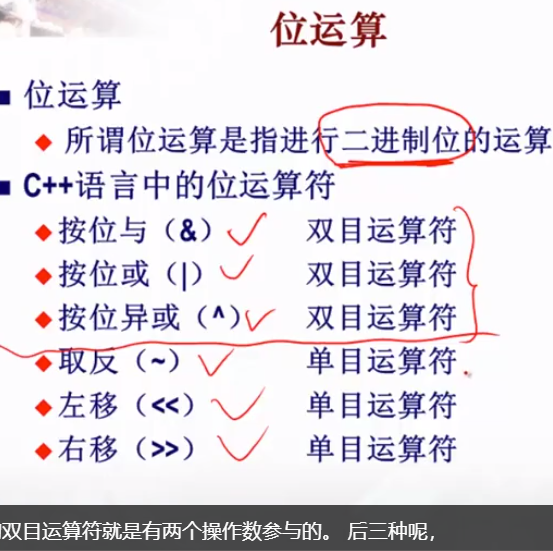 位运算
■ 位运算
◆ 所谓位运算是指进行二进制位的运算
■ C++语言中的位运算符
◆ 按位与（&） 双目运算符
◆ 按位或（|） 双目运算符
◆ 按位异或（^） 双目运算符
◆ 取反（~） 单目运算符
◆ 左移（<<） 单目运算符
◆ 右移（>>） 单目运算符
双目运算符就是有两个操作数参与的。 后三种呢，